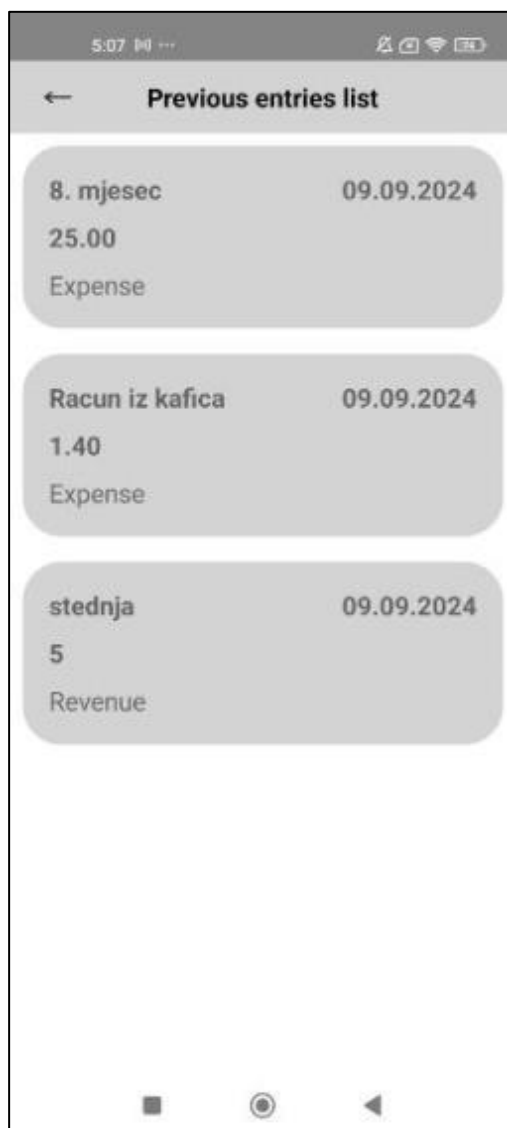 5:07
Previous entries list
8. mjesec 09.09.2024
25.00
Expense
Racun iz kafica 09.09.2024
1.40
Expense
stednja 09.09.2024
5
Revenue